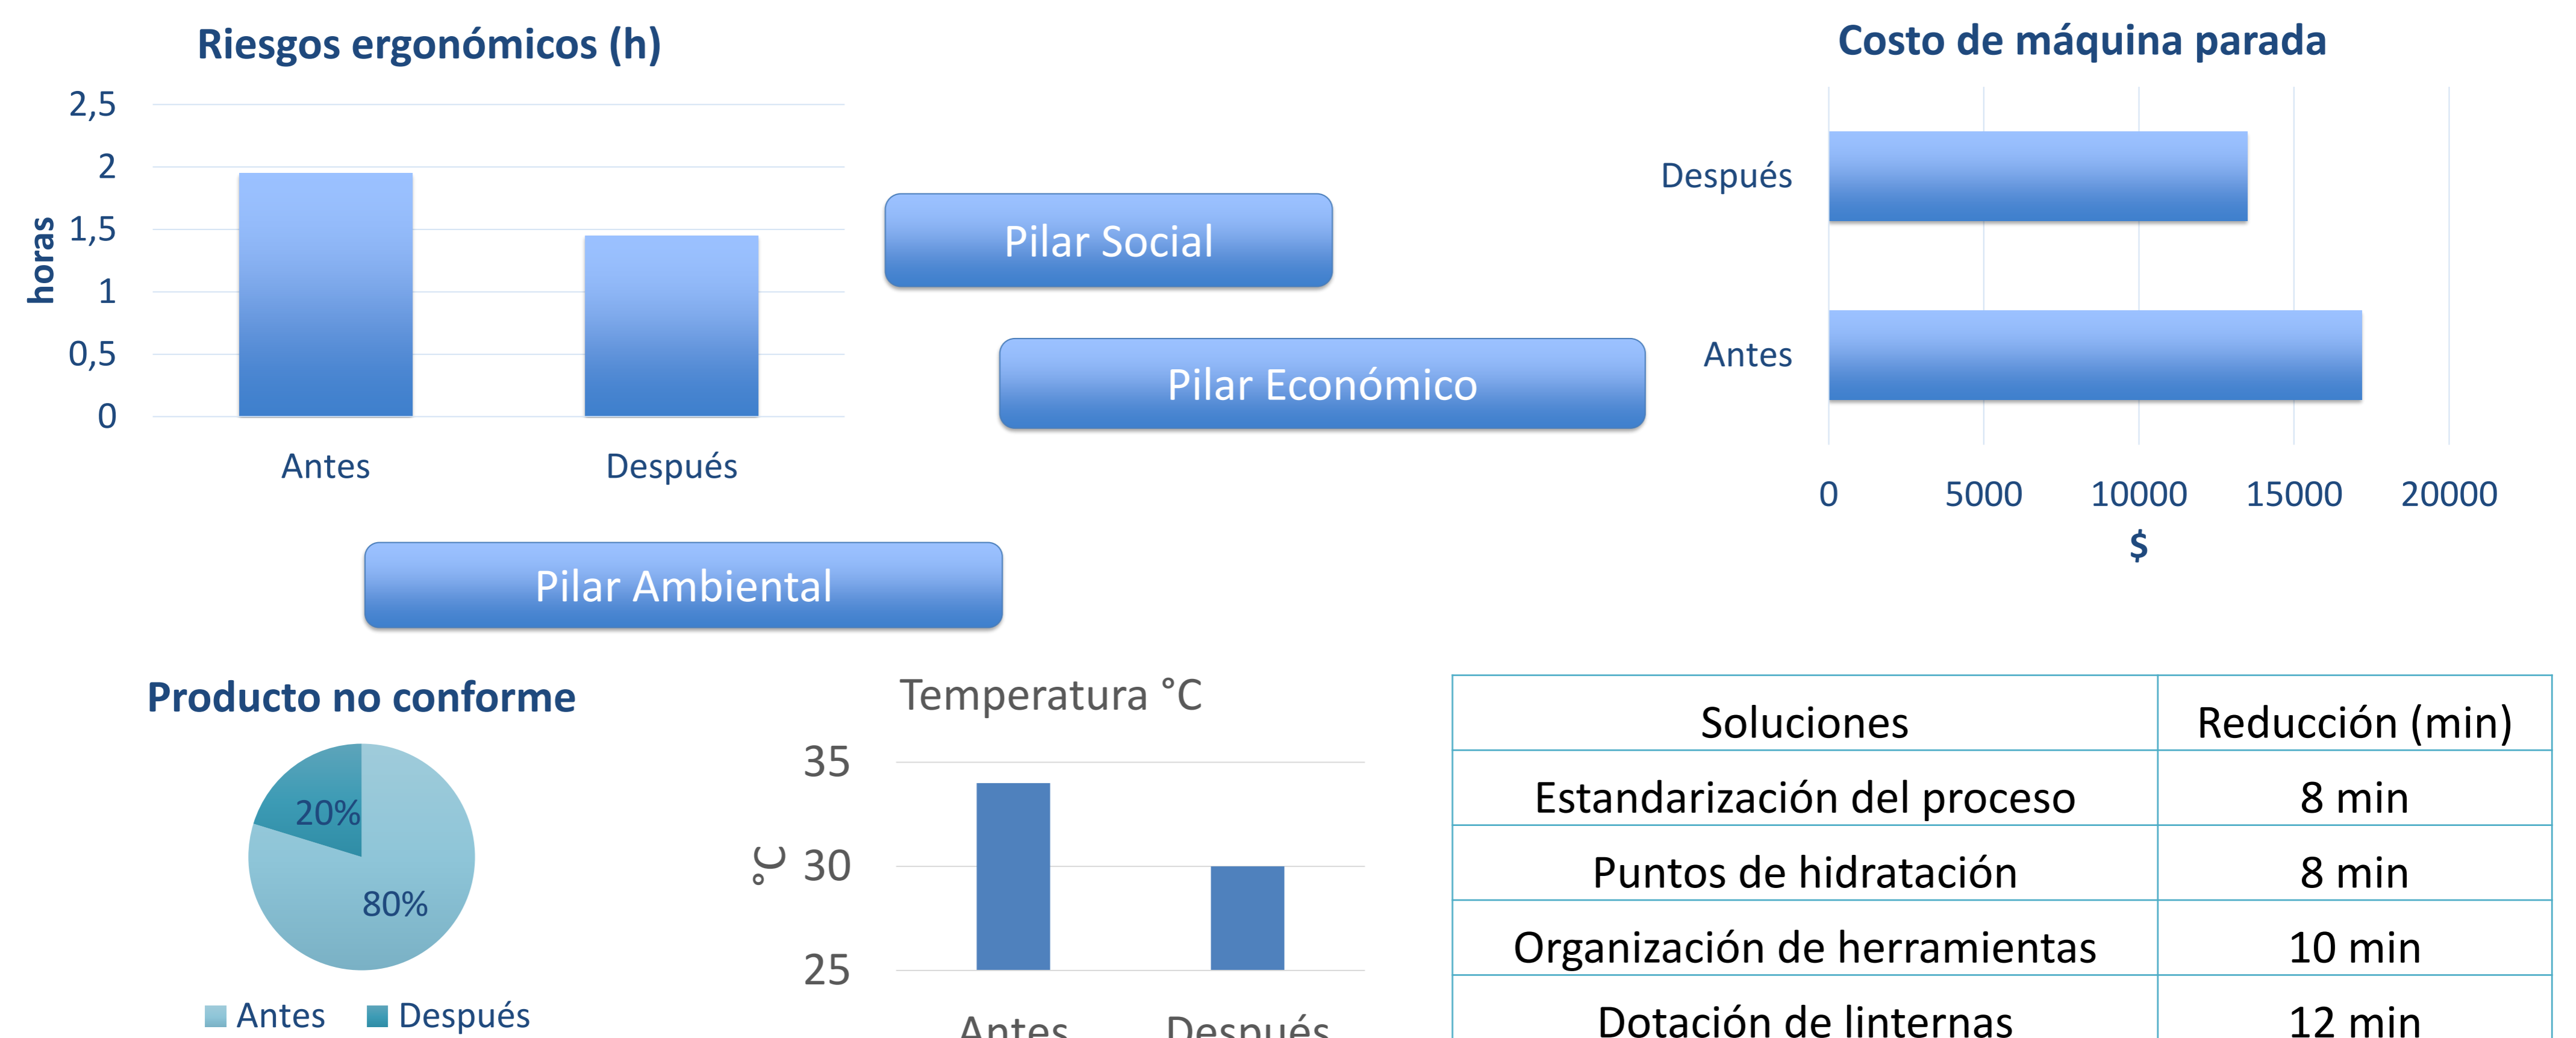 Riesgos ergonómicos (h)
2,5
2
1,5
1
0,5
0
horas
Antes Después
Pilar Social
Pilar Económico
Pilar Ambiental
Costo de máquina parada
Después
Antes
0 5000 10000 15000 20000
$
Producto no conforme
20%
80%
Antes Después
Temperatura °C
35
30
25
°C
Antes Después
Soluciones Reducción (min)
Estandarización del proceso 8 min
Puntos de hidratación 8 min
Organización de herramientas 10 min
Dotación de linternas 12 min